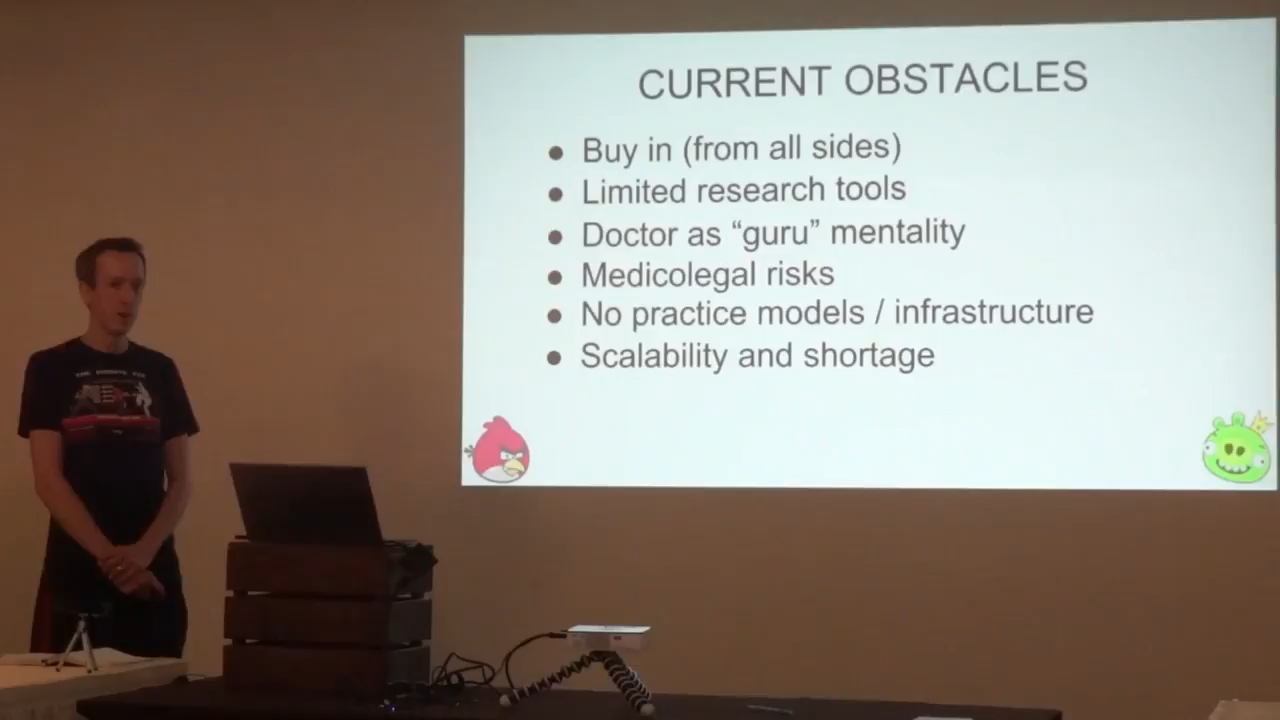 CURRENT OBSTACLES
● Buy in (from all sides)
● Limited research tools
● Doctor as “guru” mentality
● Medicolegal risks
● No practice models / infrastructure
● Scalability and shortage